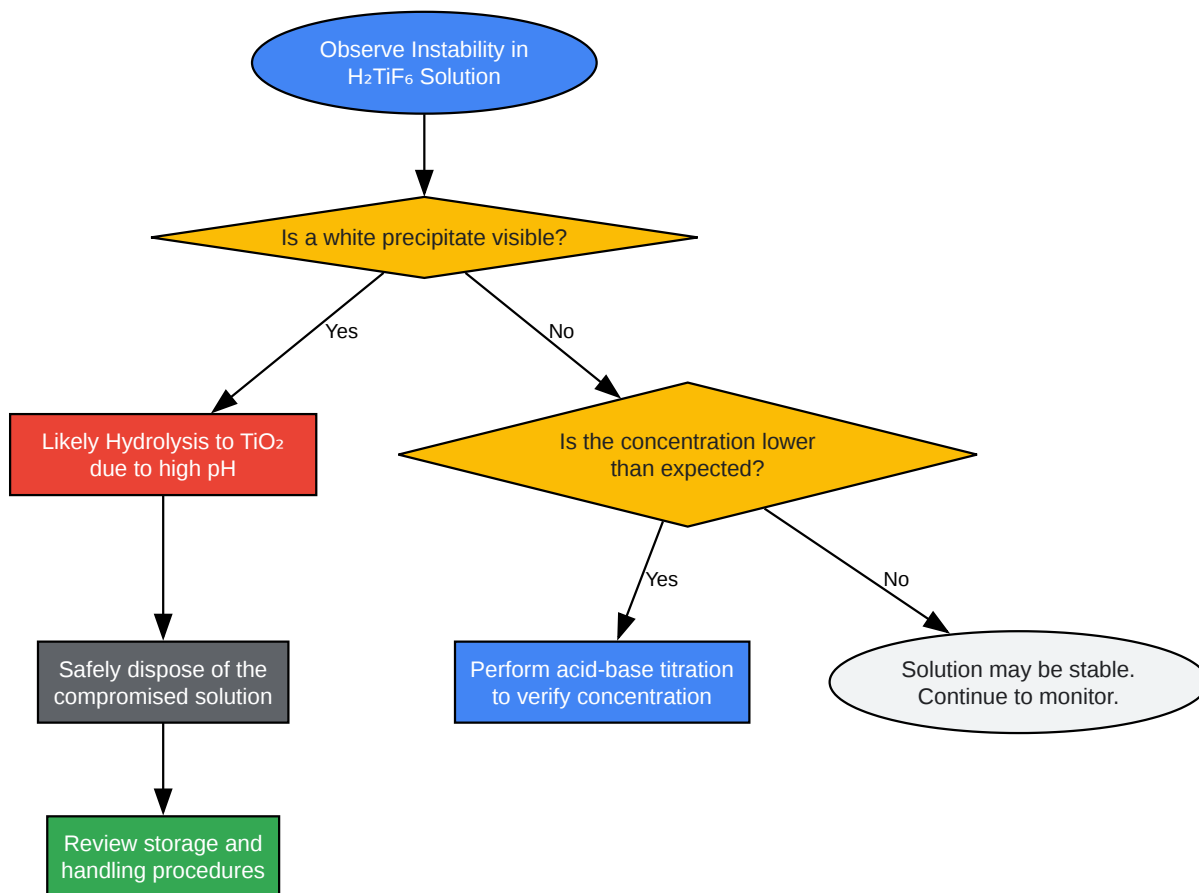 Observe Instability in
H₂TiF₆ Solution
Is a white precipitate visible?
Yes
No
Likely Hydrolysis to TiO₂
due to high pH
Is the concentration lower
than expected?
Yes
No
Safely dispose of the
compromised solution
Perform acid-base titration
to verify concentration
Solution may be stable.
Continue to monitor.
Review storage and
handling procedures